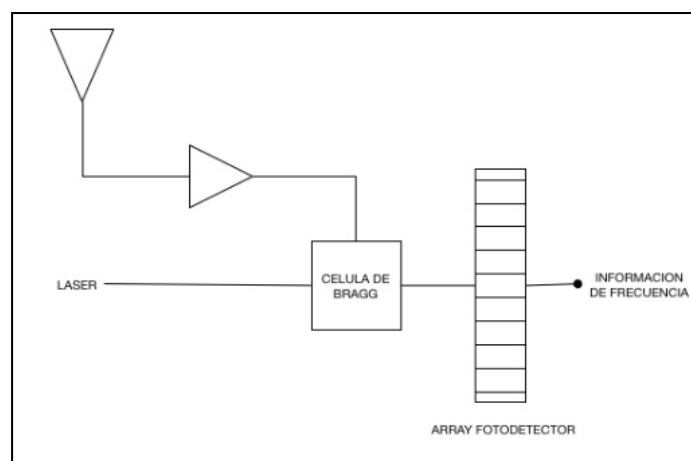 LASER
CELULA DE
BRAGG
INFORMACION
DE FRECUENCIA
ARRAY FOTODETECTOR